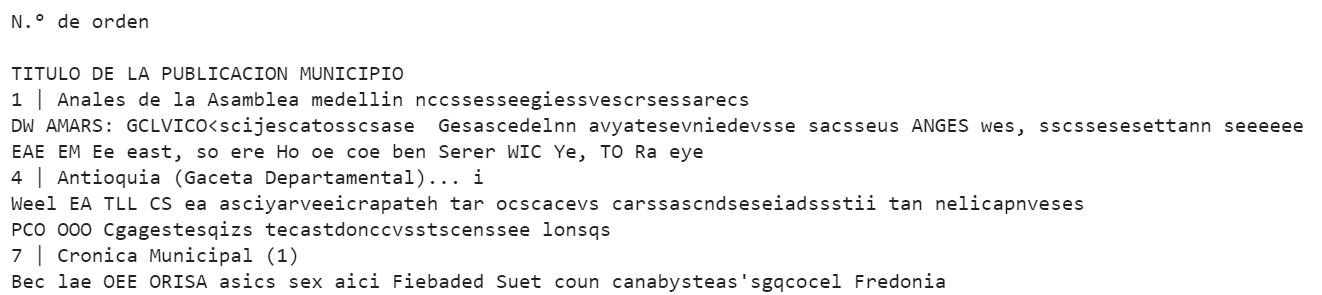 N.º de orden
TITULO DE LA PUBLICACION MUNICIPIO
1 | Anales de la Asamblea medellin nccssesseegiessvescrsessarecs
DW AMARS: GCLVICO<scijescatosscsase  Gesascedelnn avyatesevniedevsse sacsseus ANGES wes, sscssesesettann seeeeee
EAE EM Ee east, so ere Ho oe coe ben Serer WIC Ye, TO Ra eye
4 | Antioquia (Gaceta Departamental)... i
Weel EA TLL CS ea asciyarveeicrapateh tar ocscacevs carssascndseseiadssstii tan nelicapnveses
PCO OOO Cgagestesqizs tecastdonccvsstscenssee lonsqs
7 | Cronica Municipal (1)
Bec lae OEE ORISA asics sex aici Fiebaded Suet coun canabysteas'sgqcocel Fredonia